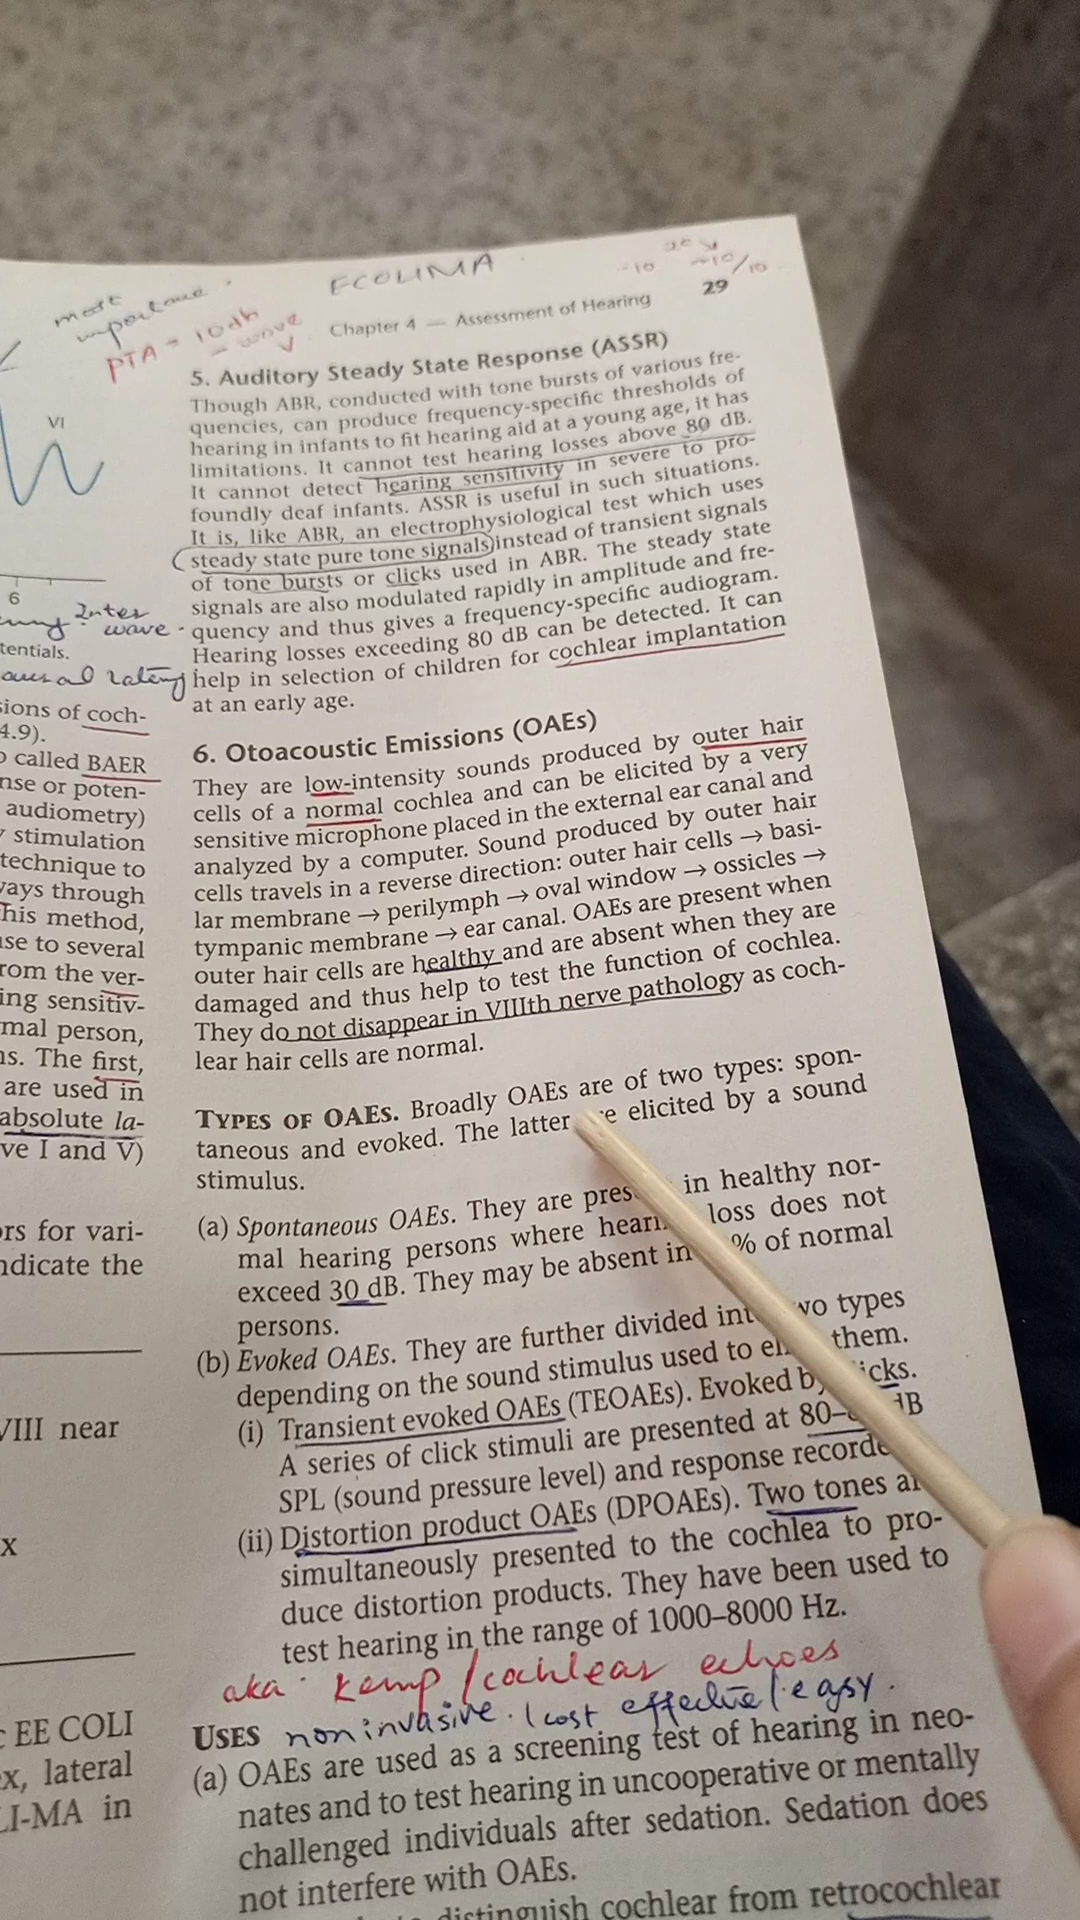 ECOLIMA
most
importance
PTA = 10db
= wave
V
-10
20
~10/10
Chapter 4 — Assessment of Hearing
29
5. Auditory Steady State Response (ASSR)
Though ABR, conducted with tone bursts of various fre-
quencies, can produce frequency-specific thresholds of
hearing in infants to fit hearing aid at a young age, it has
limitations. It cannot test hearing losses above 80 dB.
It cannot detect hearing sensitivity in severe to pro-
foundly deaf infants. ASSR is useful in such situations.
It is, like ABR, an electrophysiological test which uses
steady state pure tone signals instead of transient signals
of tone bursts or clicks used in ABR. The steady state
signals are also modulated rapidly in amplitude and fre-
quency and thus gives a frequency-specific audiogram.
Hearing losses exceeding 80 dB can be detected. It can
help in selection of children for cochlear implantation
at an early age.
6. Otoacoustic Emissions (OAEs)
They are low-intensity sounds produced by outer hair
cells of a normal cochlea and can be elicited by a very
sensitive microphone placed in the external ear canal and
analyzed by a computer. Sound produced by outer hair
cells travels in a reverse direction: outer hair cells → basi-
lar membrane → perilymph → oval window → ossicles →
tympanic membrane → ear canal. OAEs are present when
outer hair cells are healthy and are absent when they are
damaged and thus help to test the function of cochlea.
They do not disappear in VIIIth nerve pathology as coch-
lear hair cells are normal.
TYPES OF OAES. Broadly OAEs are of two types: spon-
taneous and evoked. The latter elicited by a sound
stimulus.
(a) Spontaneous OAEs. They are in healthy nor-
mal hearing persons where loss does not
exceed 30 dB. They may be absent in % of normal
persons.
(b) Evoked OAEs. They are further divided into two types
depending on the sound stimulus used to them.
(i) Transient evoked OAEs (TEOAEs). Evoked by clicks.
A series of click stimuli are presented at dB
SPL (sound pressure level) and response recorded
(ii) Distortion product OAEs (DPOAEs). Two tones
simultaneously presented to the cochlea to pro-
duce distortion products. They have been used to
test hearing in the range of 1000–8000 Hz.
aka · Kemp / cochlear echoes
USES non invasive. / cost effective / easy.
(a) OAEs are used as a screening test of hearing in neo-
nates and to test hearing in uncooperative or mentally
challenged individuals after sedation. Sedation does
not interfere with OAEs.
distinguish cochlear from retrocochlear
VI
6
Inter
wave
tentials.
sions of coch-
4.9).
called BAER
nse or poten-
audiometry)
stimulation
technique to
ways through
his method,
nse to several
rom the ver-
ing sensitiv-
mal person,
ns. The first,
are used in
absolute la-
ve I and V)
ors for vari-
ndicate the
VIII near
x
EE COLI
x, lateral
LI-MA in